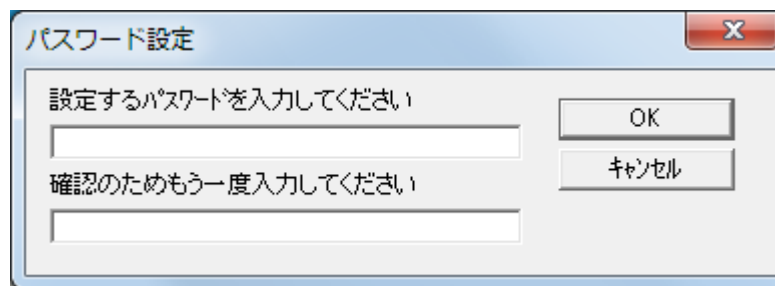 パスワード設定
設定するﾊﾟｽﾜｰﾄﾞを入力してください
OK
確認のためもう一度入力してください
ｷｬﾝｾﾙ